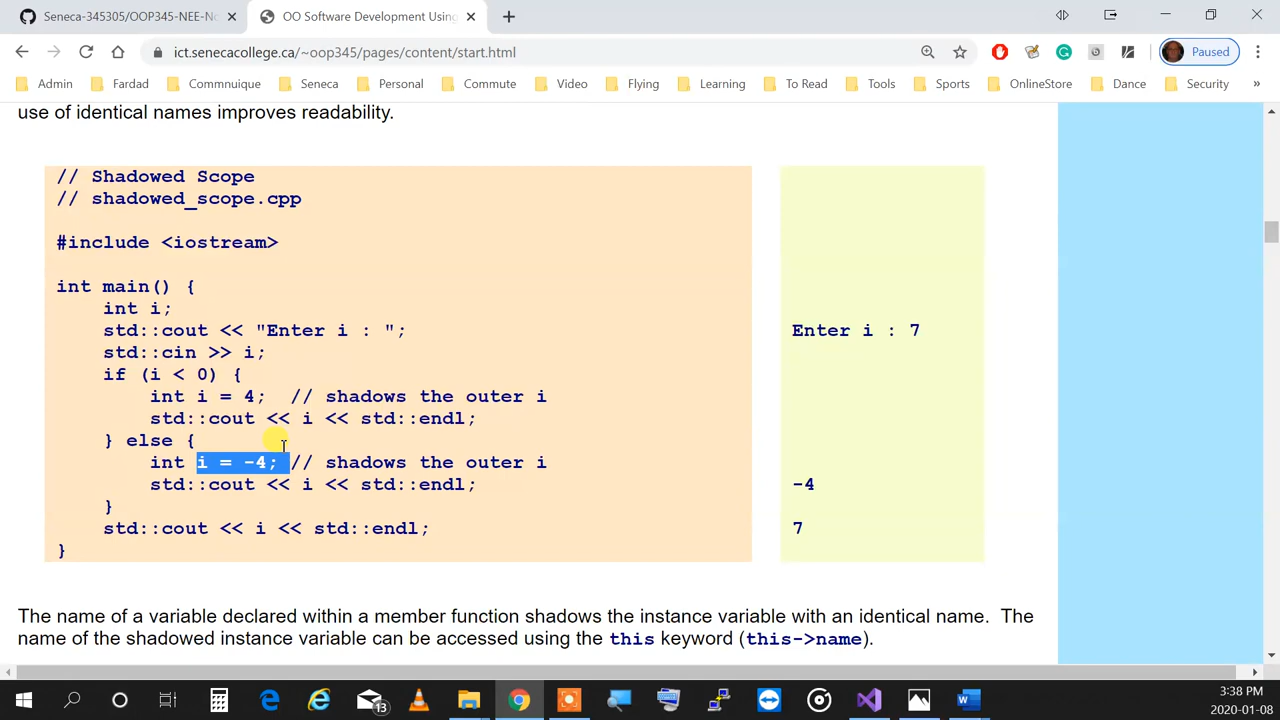 Seneca-345305/OOP345-NEE-No
OO Software Development Using
ict.senecacollege.ca/~oop345/pages/content/start.html
Paused
Admin
Fardad
Commnuique
Seneca
Personal
Commute
Video
Flying
Learning
To Read
Tools
Sports
OnlineStore
Dance
Security
»
use of identical names improves readability.
// Shadowed Scope
// shadowed_scope.cpp
#include <iostream>
int main() {
int i;
std::cout << "Enter i : ";
Enter i : 7
std::cin >> i;
if (i < 0) {
int i = 4;  // shadows the outer i
std::cout << i << std::endl;
} else {
int i = -4; // shadows the outer i
std::cout << i << std::endl;
-4
}
std::cout << i << std::endl;
7
}
The name of a variable declared within a member function shadows the instance variable with an identical name.  The
name of the shadowed instance variable can be accessed using the this keyword (this->name).
13
3:38 PM
2020-01-08